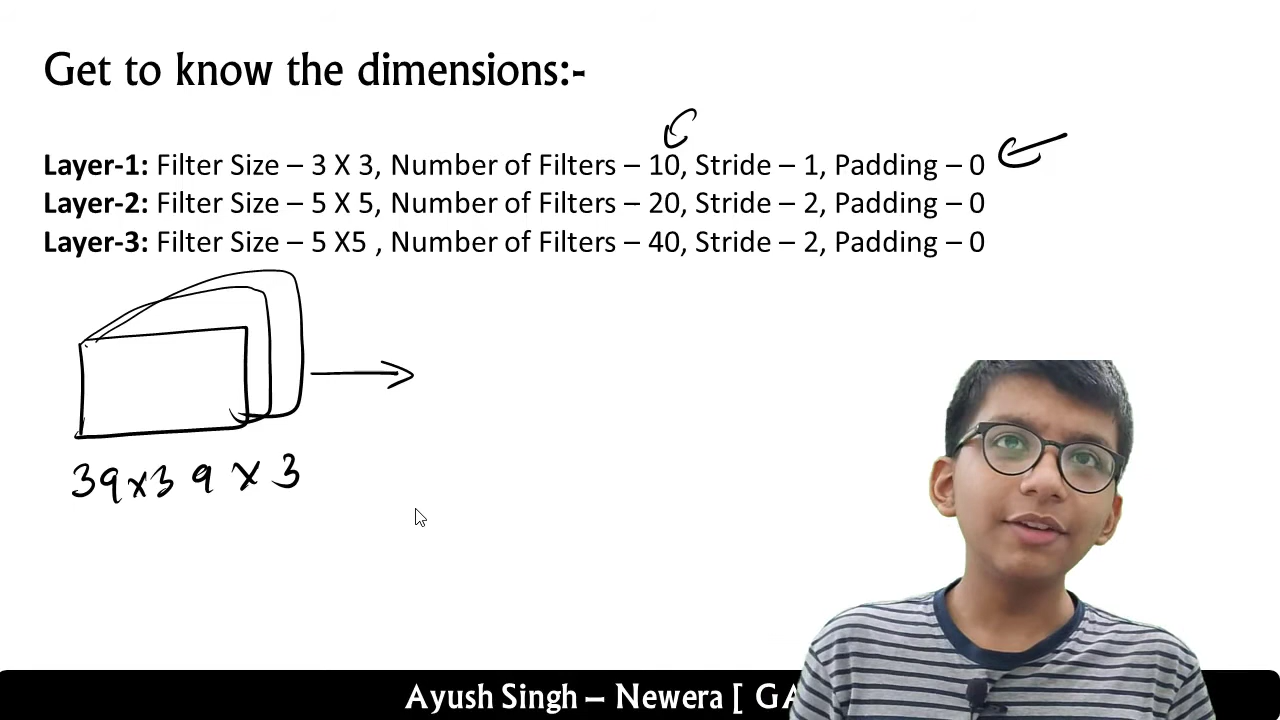 Get to know the dimensions:-
Layer-1: Filter Size – 3 X 3, Number of Filters – 10, Stride – 1, Padding – 0
Layer-2: Filter Size – 5 X 5, Number of Filters – 20, Stride – 2, Padding – 0
Layer-3: Filter Size – 5 X5 , Number of Filters – 40, Stride – 2, Padding – 0
39x39 x 3
Ayush Singh – Newera [ GA